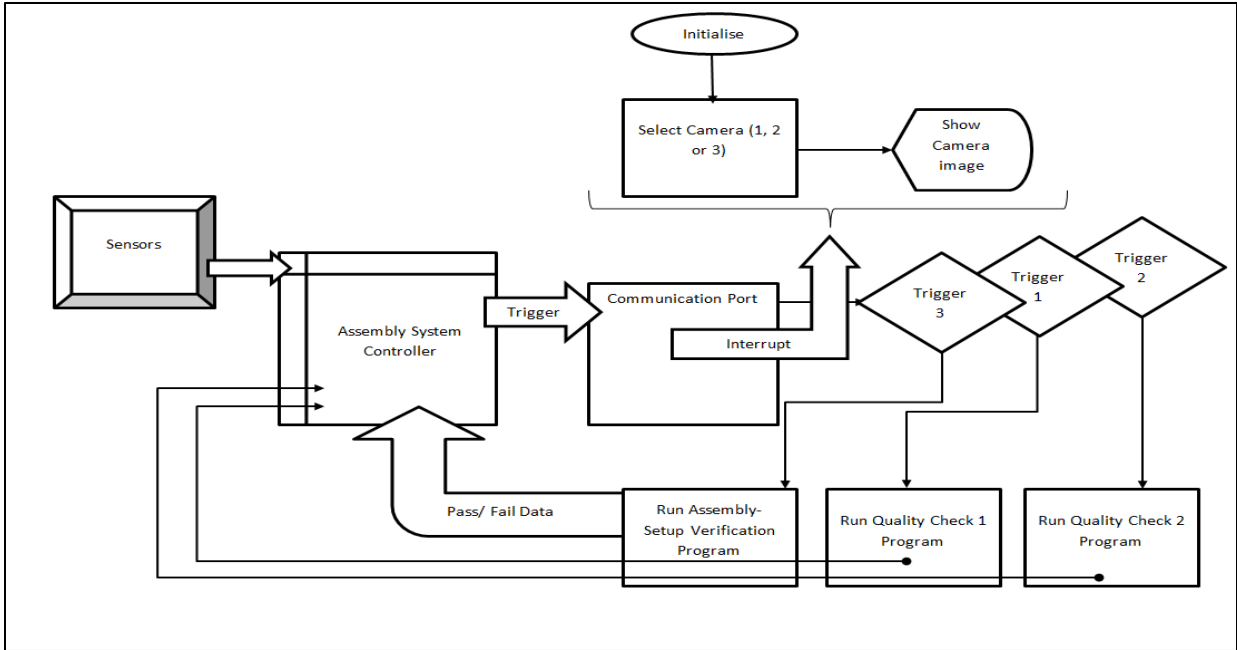 Initialise
Select Camera (1, 2
or 3)
Show
Camera
image
Sensors
Assembly System
Controller
Trigger
Communication Port
Interrupt
Trigger
3
Trigger
1
Trigger
2
Pass/ Fail Data
Run Assembly-
Setup Verification
Program
Run Quality Check 1
Program
Run Quality Check 2
Program